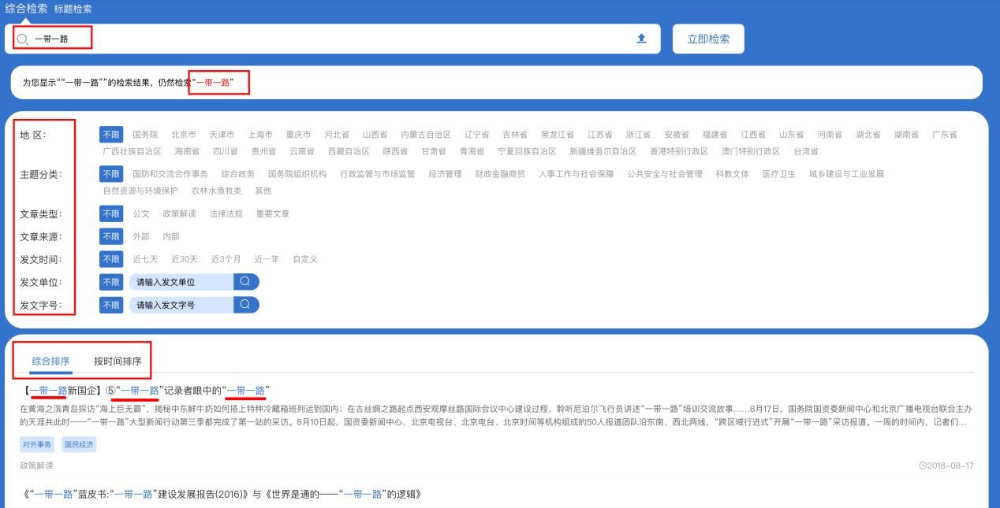 综合检索 标题检索
一带一路
立即检索
为您显示““一带一路””的检索结果，仍然检索“一带一路”
地 区： 不限 国务院 北京市 天津市 上海市 重庆市 河北省 山西省 内蒙古自治区 辽宁省 吉林省 黑龙江省 江苏省 浙江省 安徽省 福建省 江西省 山东省 河南省 湖北省 湖南省 广东省
广西壮族自治区 海南省 四川省 贵州省 云南省 西藏自治区 陕西省 甘肃省 青海省 宁夏回族自治区 新疆维吾尔自治区 香港特别行政区 澳门特别行政区 台湾省
主题分类： 不限 国防和交流合作事务 综合政务 国务院组织机构 行政监管与市场监管 经济管理 财政金融商贸 人事工作与社会保障 公共安全与社会管理 科教文体 医疗卫生 城乡建设与工业发展
自然资源与环境保护 农林水渔牧类 其他
文章类型： 不限 公文 政策解读 法律法规 重要文章
文章来源： 不限 外部 内部
发文时间： 不限 近七天 近30天 近3个月 近一年 自定义
发文单位： 不限 请输入发文单位
发文字号： 不限 请输入发文字号
综合排序 按时间排序
【一带一路新国企】⑤“一带一路”记录者眼中的“一带一路”
在黄海之滨青岛探访“海上巨无霸”，揭秘中东鲜牛奶如何搭上特种冷藏箱班列运到国内；在古丝绸之路起点西安观摩丝路国际会议中心建设过程，聆听尼泊尔飞行员讲述“一带一路”培训交流故事……8月17日，国务院国资委新闻中心和北京广播电视台联合主办
的天涯共此时——“一带一路”大型新闻行动第三季都完成了第一站的采访。8月10日起，国资委新闻中心、北京电视台、北京电台、北京时间等机构组成的50人报道团队沿东南、西北两线，“跨区域行进式”开展“一带一路”采访报道。一周的时间内，记者们...
对外事务 国民经济
政策解读 2018-08-17
《“一带一路”蓝皮书:“一带一路”建设发展报告(2016)》与《世界是通的——“一带一路”的逻辑》